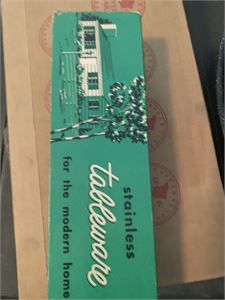 stainless
tableware
for the modern home